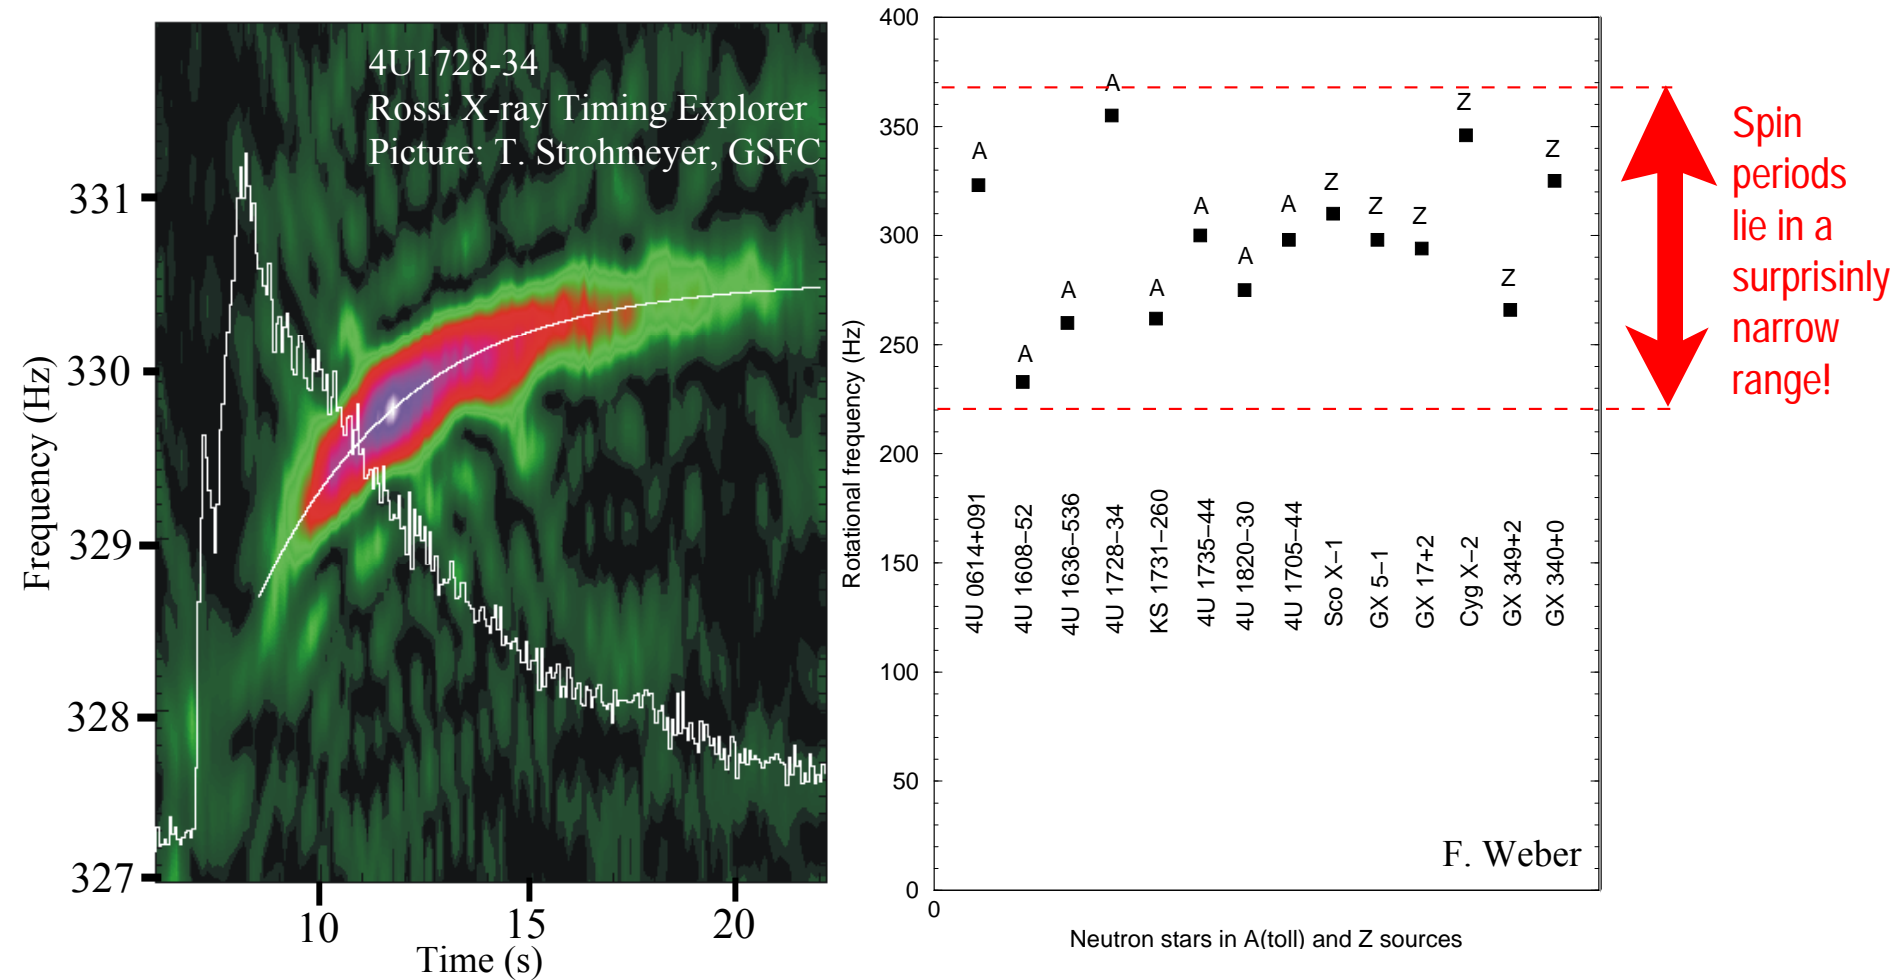 4U1728-34
Rossi X-ray Timing Explorer
Picture: T. Strohmeyer, GSFC
Frequency (Hz)
331
330
329
328
327
10
15
20
Time (s)
Rotational frequency (Hz)
400
350
300
250
200
150
100
50
0
0
A
A
A
A
A
A
A
A
Z
Z
Z
Z
Z
Z
4U 0614+091
4U 1608–52
4U 1636–536
4U 1728–34
KS 1731–260
4U 1735–44
4U 1820–30
4U 1705–44
Sco X–1
GX 5–1
GX 17+2
Cyg X–2
GX 349+2
GX 340+0
F. Weber
Neutron stars in A(toll) and Z sources
Spin
periods
lie in a
surprisinly
narrow
range!